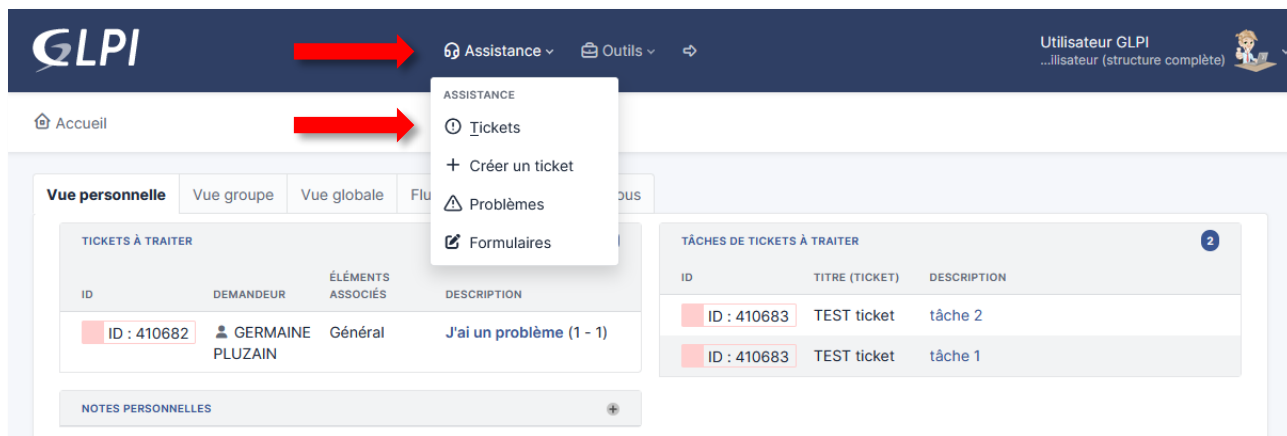 GLPI
Assistance
Outils
Utilisateur GLPI
...ilisateur (structure complète)
Accueil
ASSISTANCE
Tickets
Créer un ticket
Problèmes
Formulaires
Vue personnelle
Vue groupe
Vue globale
TICKETS À TRAITER
ID
DEMANDEUR
ÉLÉMENTS
ASSOCIÉS
DESCRIPTION
ID : 410682
GERMAINE
PLUZAIN
Général
J'ai un problème (1 - 1)
NOTES PERSONNELLES
TÂCHES DE TICKETS À TRAITER
2
ID
TITRE (TICKET)
DESCRIPTION
ID : 410683
TEST ticket
tâche 2
ID : 410683
TEST ticket
tâche 1